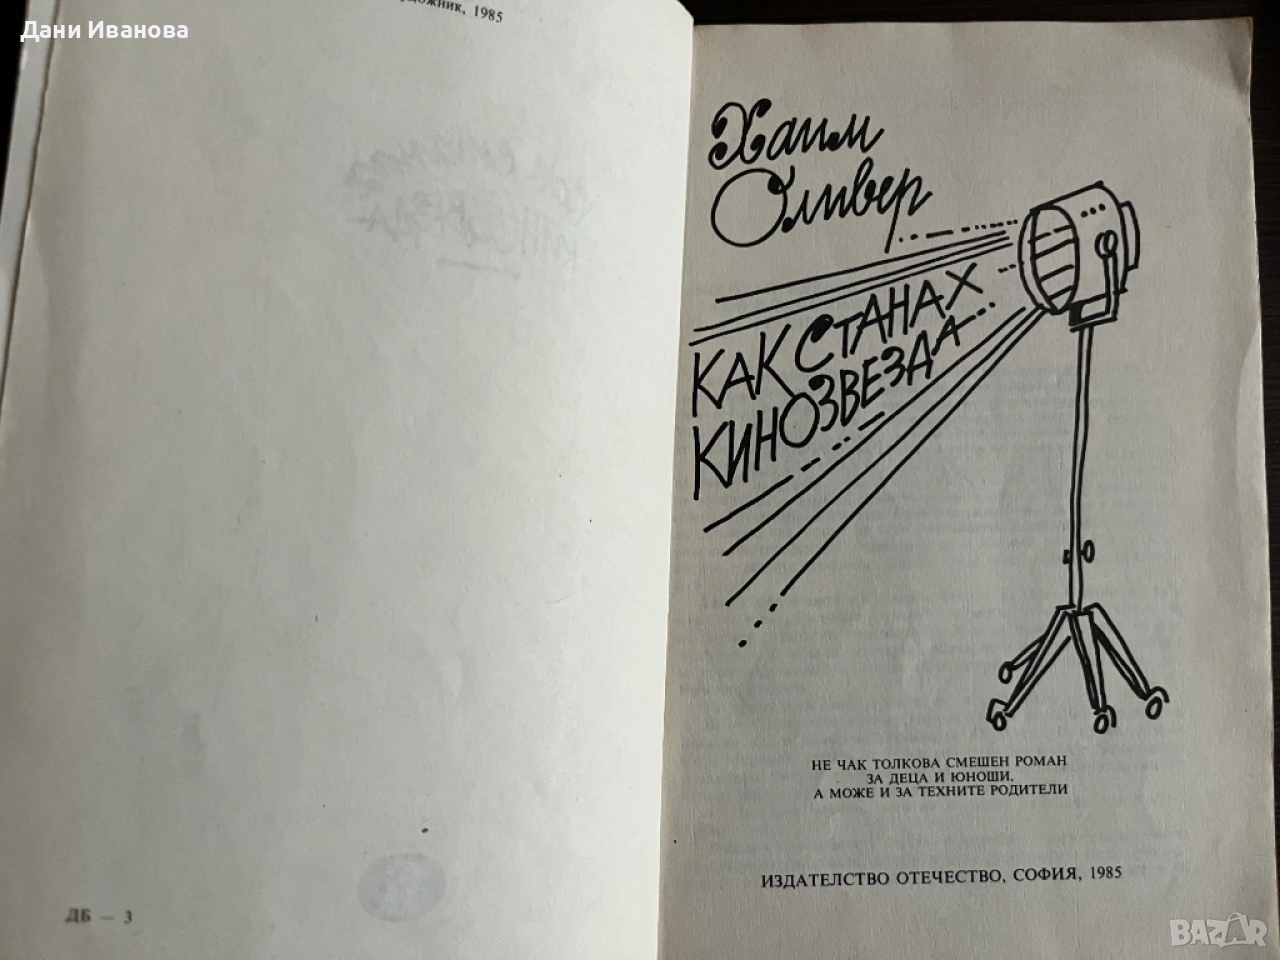 Дани Иванова
художник, 1985
ДБ — 3
Хаим
Оливер
КАК СТАНАХ
КИНОЗВЕЗДА
НЕ ЧАК ТОЛКОВА СМЕШЕН РОМАН
ЗА ДЕЦА И ЮНОШИ,
А МОЖЕ И ЗА ТЕХНИТЕ РОДИТЕЛИ
ИЗДАТЕЛСТВО ОТЕЧЕСТВО, СОФИЯ, 1985
BAZAR